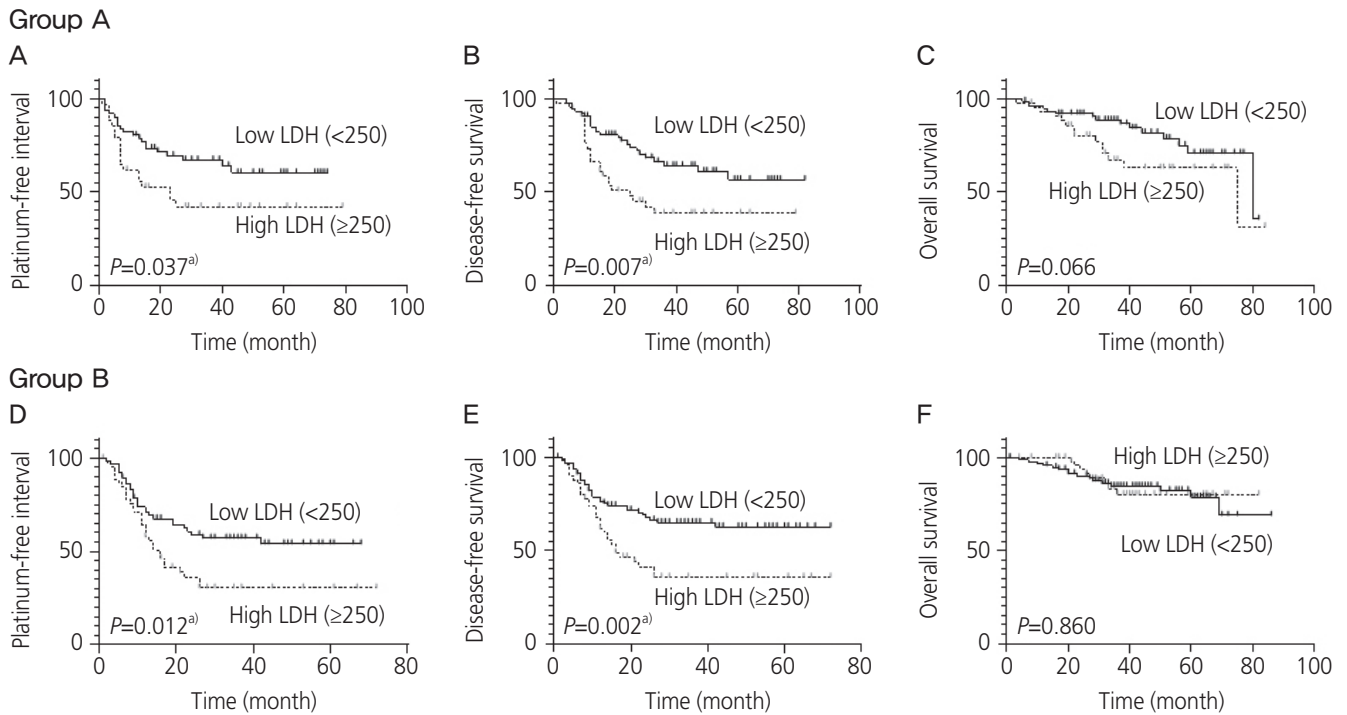 Group A
A
Platinum-free interval
100
50
0
Low LDH (<250)
High LDH (≥250)
P=0.037a)
0 20 40 60 80 100
Time (month)
B
Disease-free survival
100
50
0
Low LDH (<250)
High LDH (≥250)
P=0.007a)
0 20 40 60 80 100
Time (month)
C
Overall survival
100
50
0
Low LDH (<250)
High LDH (≥250)
P=0.066
0 20 40 60 80 100
Time (month)
Group B
D
Platinum-free interval
100
50
0
Low LDH (<250)
High LDH (≥250)
P=0.012a)
0 20 40 60 80
Time (month)
E
Disease-free survival
100
50
0
Low LDH (<250)
High LDH (≥250)
P=0.002a)
0 20 40 60 80
Time (month)
F
Overall survival
100
50
0
High LDH (≥250)
Low LDH (<250)
P=0.860
0 20 40 60 80 100
Time (month)